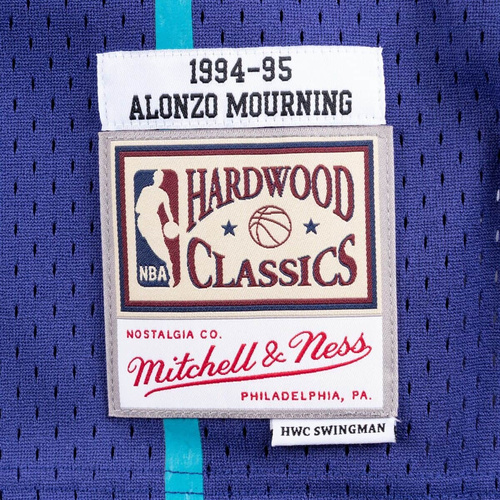 1994-95
ALONZO MOURNING
HARDWOOD
CLASSICS
NBA
NOSTALGIA CO.
Mitchell & Ness
PHILADELPHIA, PA.
HWC SWINGMAN